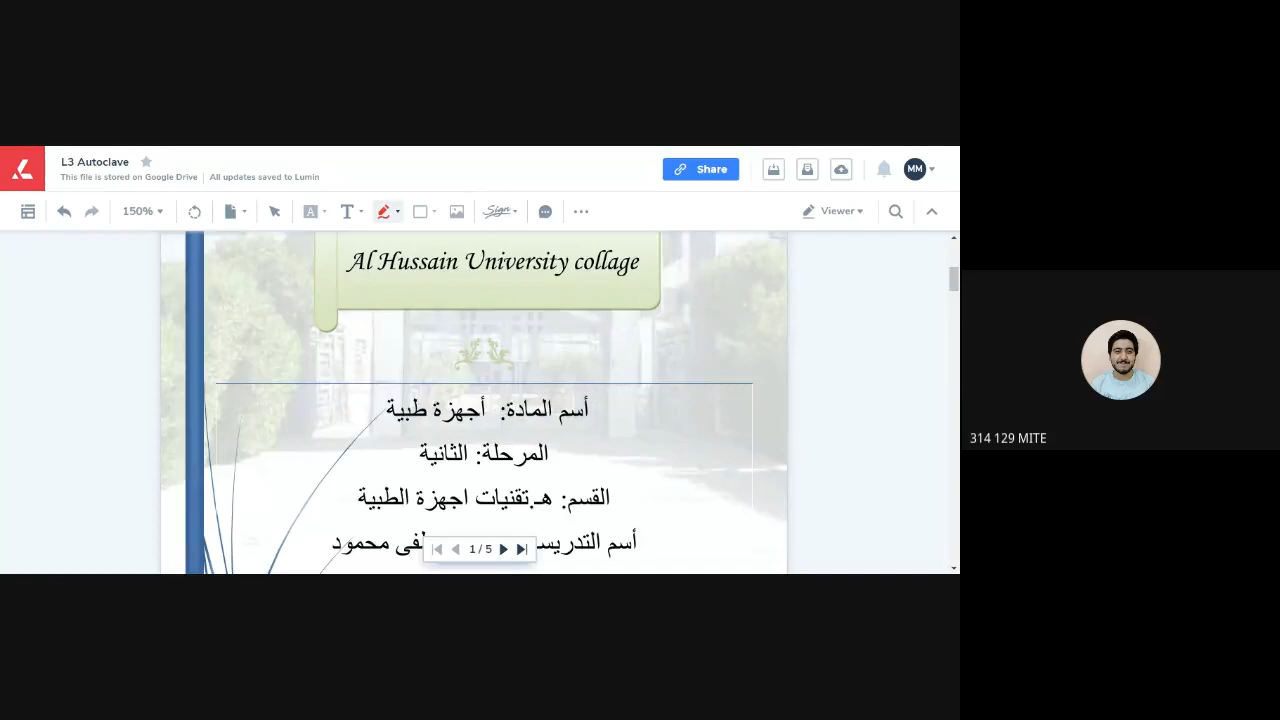 L3 Autoclave
This file is stored on Google Drive | All updates saved to Lumin
Share
MM
150%
A
T
Sign
Viewer
Al Hussain University collage
أسم المادة: أجهزة طبية
المرحلة: الثانية
القسم: هـ.تقنيات اجهزة الطبية
أسم محمود
1 / 5
314 129 MITE